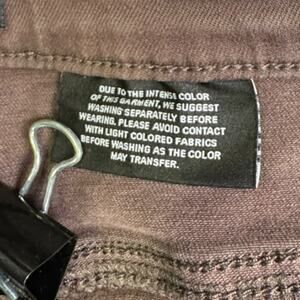 DUE TO THE INTENSE COLOR
OF THIS GARMENT, WE SUGGEST
WASHING SEPARATELY BEFORE
WEARING. PLEASE AVOID CONTACT
WITH LIGHT COLORED FABRICS
BEFORE WASHING AS THE COLOR
MAY TRANSFER.